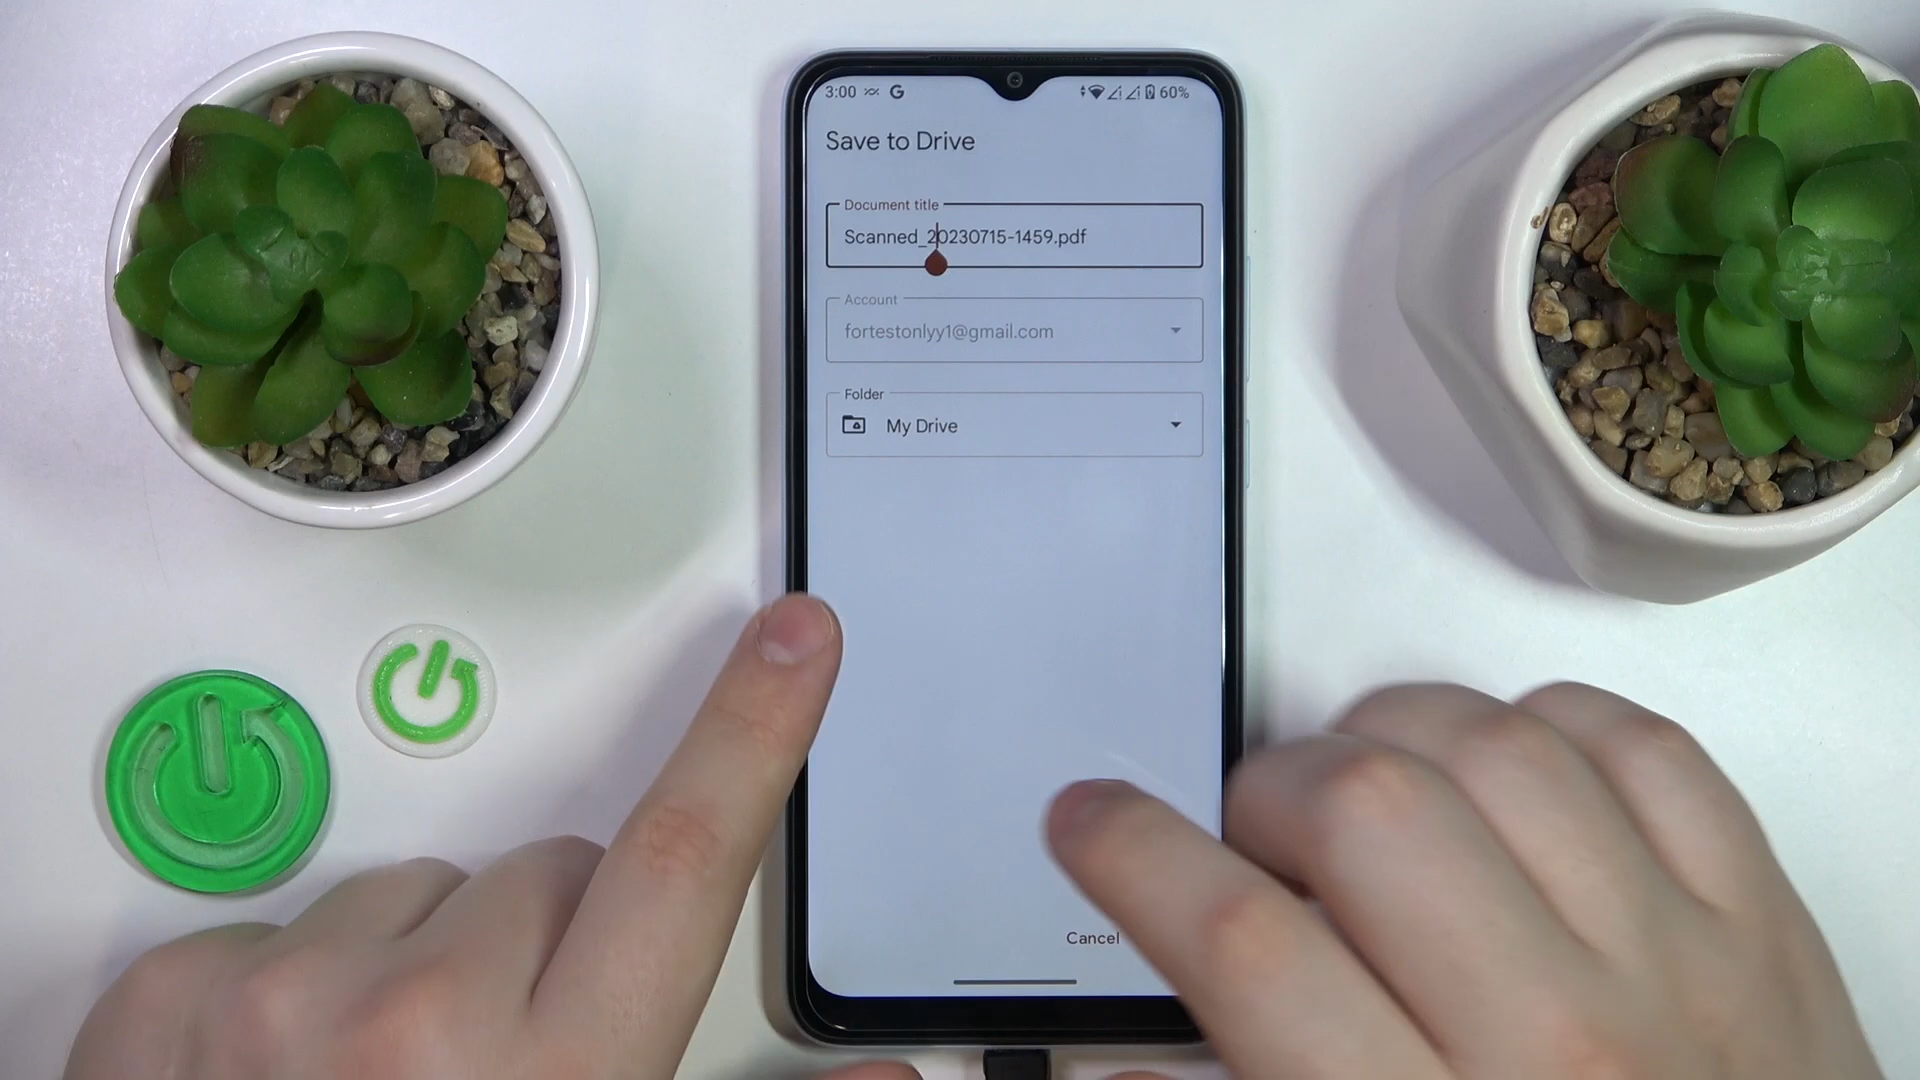 3:00 G 60%
Save to Drive
Document title
Scanned_20230715-1459.pdf
Account
fortestonlyy1@gmail.com
Folder
My Drive
Cancel